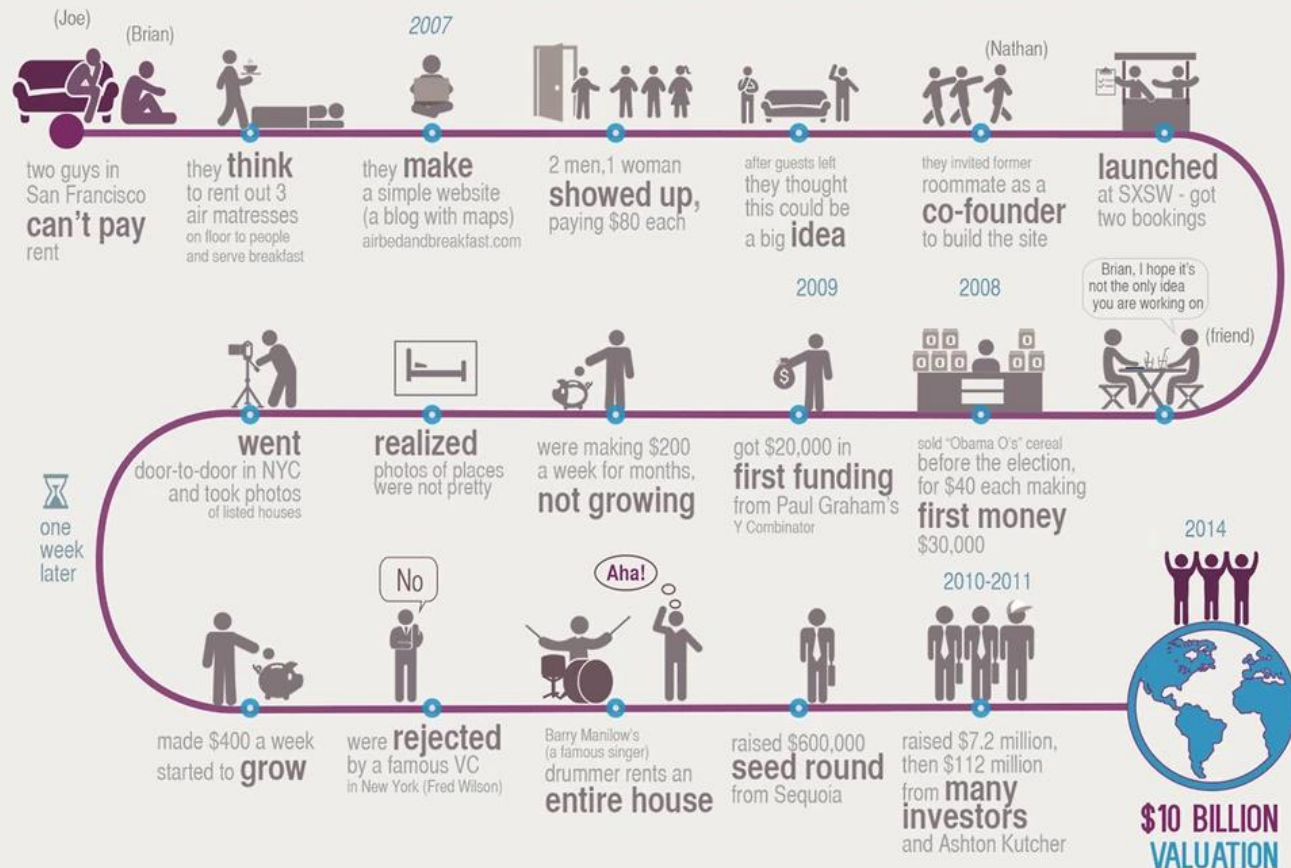 (Joe)
(Brian)
two guys in
San Francisco
can't pay
rent
they think
to rent out 3
air matresses
on floor to people
and serve breakfast
2007
they make
a simple website
(a blog with maps)
airbedandbreakfast.com
2 men,1 woman
showed up,
paying $80 each
after guests left
they thought
this could be
a big idea
(Nathan)
they invited former
roommate as a
co-founder
to build the site
launched
at SXSW - got
two bookings
Brian, I hope it's
not the only idea
you are working on
(friend)
2008
0 0 0
0 0 0 0 0
sold "Obama O's" cereal
before the election,
for $40 each making
first money
$30,000
2009
$
got $20,000 in
first funding
from Paul Graham's
Y Combinator
were making $200
a week for months,
not growing
realized
photos of places
were not pretty
went
door-to-door in NYC
and took photos
of listed houses
one
week
later
made $400 a week
started to grow
No
were rejected
by a famous VC
in New York (Fred Wilson)
Aha!
Barry Manilow's
(a famous singer)
drummer rents an
entire house
raised $600,000
seed round
from Sequoia
2010-2011
raised $7.2 million,
then $112 million
from many
investors
and Ashton Kutcher
2014
$10 BILLION
VALUATION